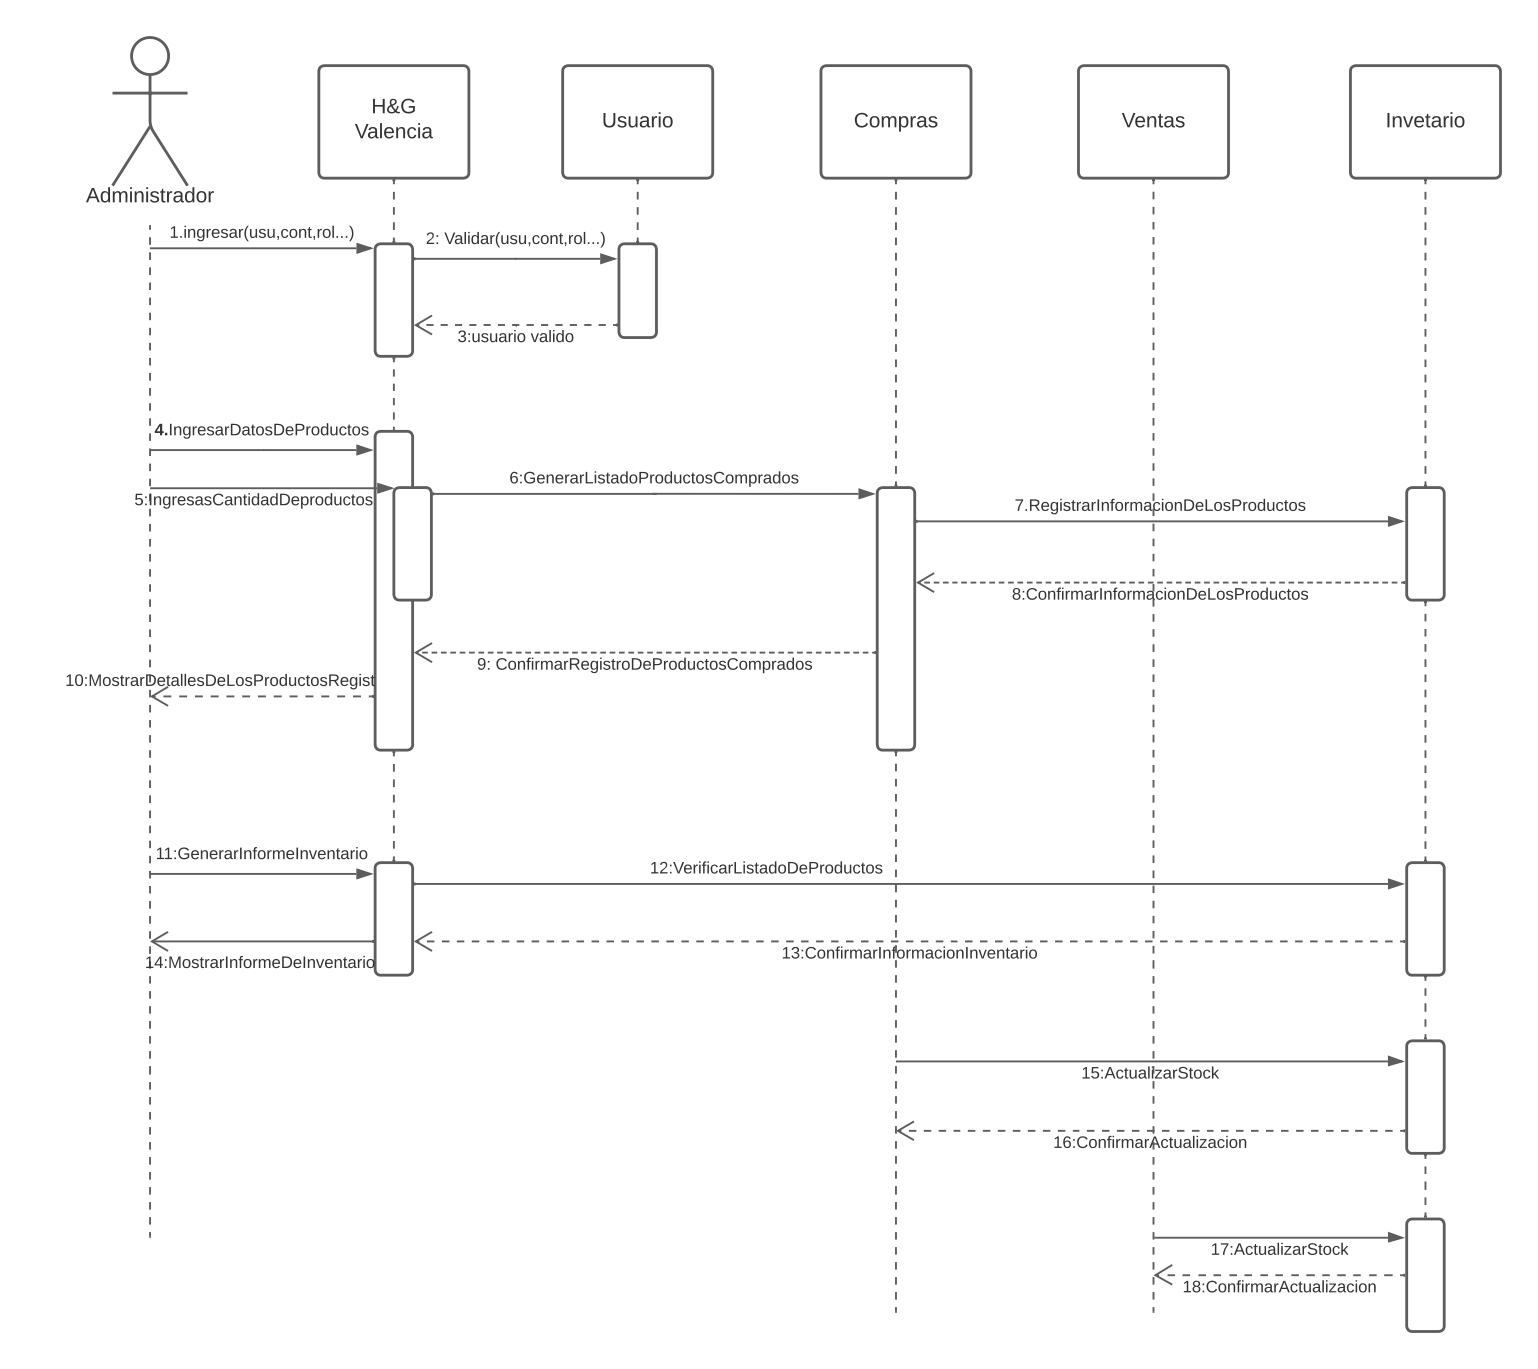 H&G
Valencia
Usuario
Compras
Ventas
Invetario
Administrador
1.ingresar(usu,cont,rol...)
2: Validar(usu,cont,rol...)
3:usuario valido
4.IngresarDatosDeProductos
5:IngresasCantidadDeproductos
6:GenerarListadoProductosComprados
7.RegistrarInformacionDeLosProductos
8:ConfirmarInformacionDeLosProductos
9: ConfirmarRegistroDeProductosComprados
10:MostrarDetallesDeLosProductosRegist
11:GenerarInformeInventario
12:VerificarListadoDeProductos
13:ConfirmarInformacionInventario
14:MostrarInformeDeInventario
15:ActualizarStock
16:ConfirmarActualizacion
17:ActualizarStock
18:ConfirmarActualizacion